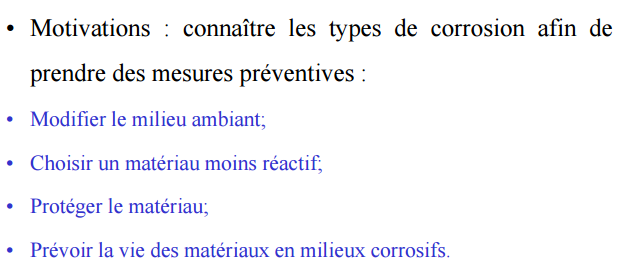 • Motivations : connaître les types de corrosion afin de
prendre des mesures préventives :
• Modifier le milieu ambiant;
• Choisir un matériau moins réactif;
• Protéger le matériau;
• Prévoir la vie des matériaux en milieux corrosifs.